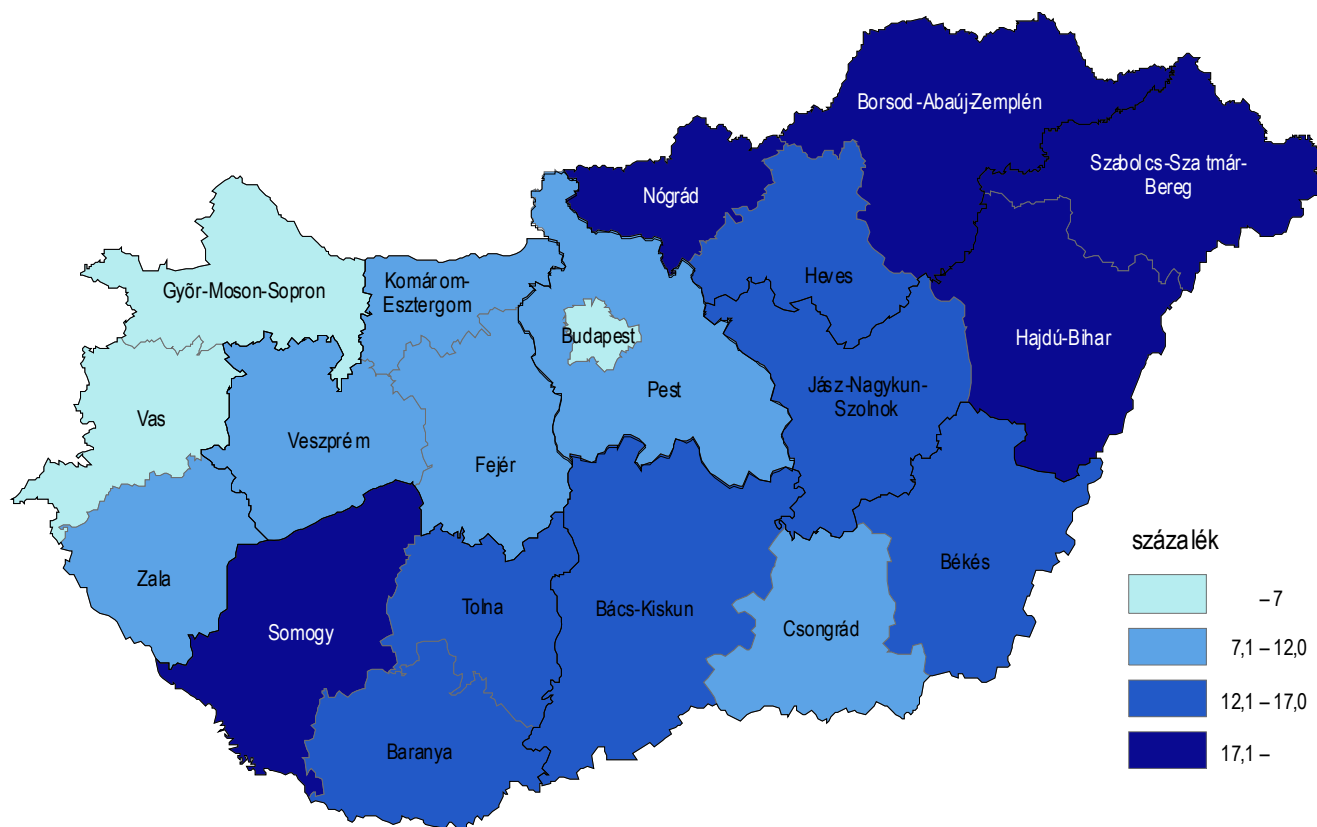 Borsod-Abaúj-Zemplén
Szabolcs-Szatmár-
Bereg
Nógrád
Heves
Hajdú-Bihar
Győr-Moson-Sopron
Komárom-
Esztergom
Budapest
Pest
Jász-Nagykun-
Szolnok
Vas
Veszprém
Fejér
Zala
Somogy
Tolna
Bács-Kiskun
Csongrád
Békés
Baranya
százalék
– 7
7,1 – 12,0
12,1 – 17,0
17,1 –